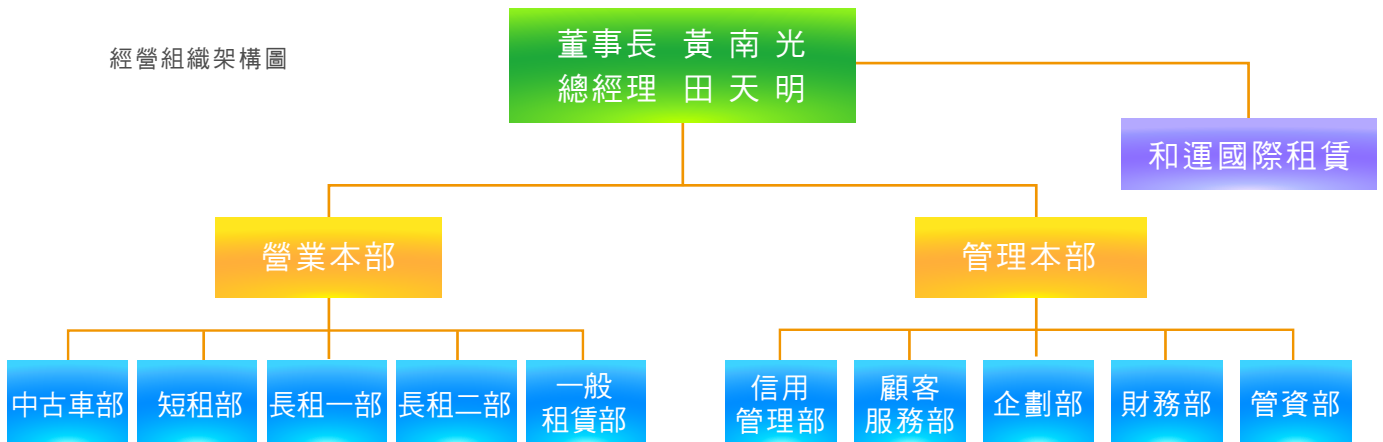 經營組織架構圖
董事長 黃南光
總經理 田天明
和運國際租賃
營業本部
管理本部
中古車部
短租部
長租一部
長租二部
一般
租賃部
信用
管理部
顧客
服務部
企劃部
財務部
管資部